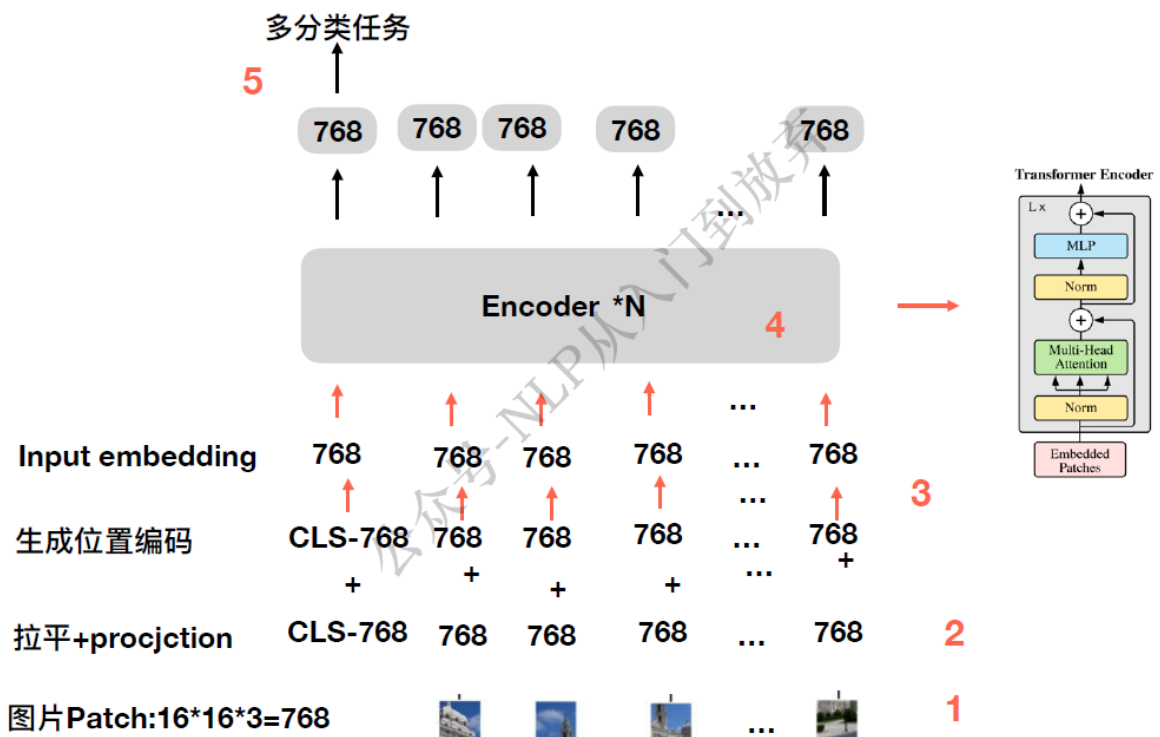 多分类任务
5
768 768 768 768 768
...
Transformer Encoder
L×
+
MLP
Norm
+
Multi-Head
Attention
Norm
Embedded
Patches
Encoder *N
4
...
Input embedding 768 768 768 768 ... 768
... 3
生成位置编码 CLS-768 768 768 768 ... 768
+ + + + ... +
拉平+procjction CLS-768 768 768 768 ... 768 2
图片Patch:16*16*3=768 ... 1
公众号-NLP从入门到放弃